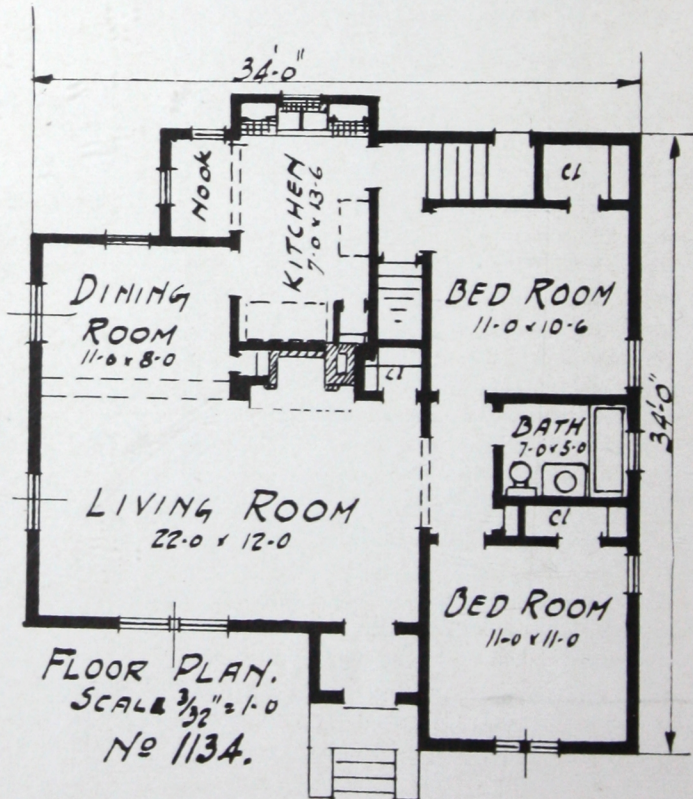 34'-0"
NOOK
KITCHEN
7-0 x 13-6
Cl
DINING
ROOM
11-0 x 8-0
BED ROOM
11-0 x 10-6
Cl
34'-0"
BATH
7-0 x 5-0
LIVING ROOM
22-0 x 12-0
Cl
BED ROOM
11-0 x 11-0
FLOOR PLAN.
SCALE 3/32" = 1-0
No 1134.